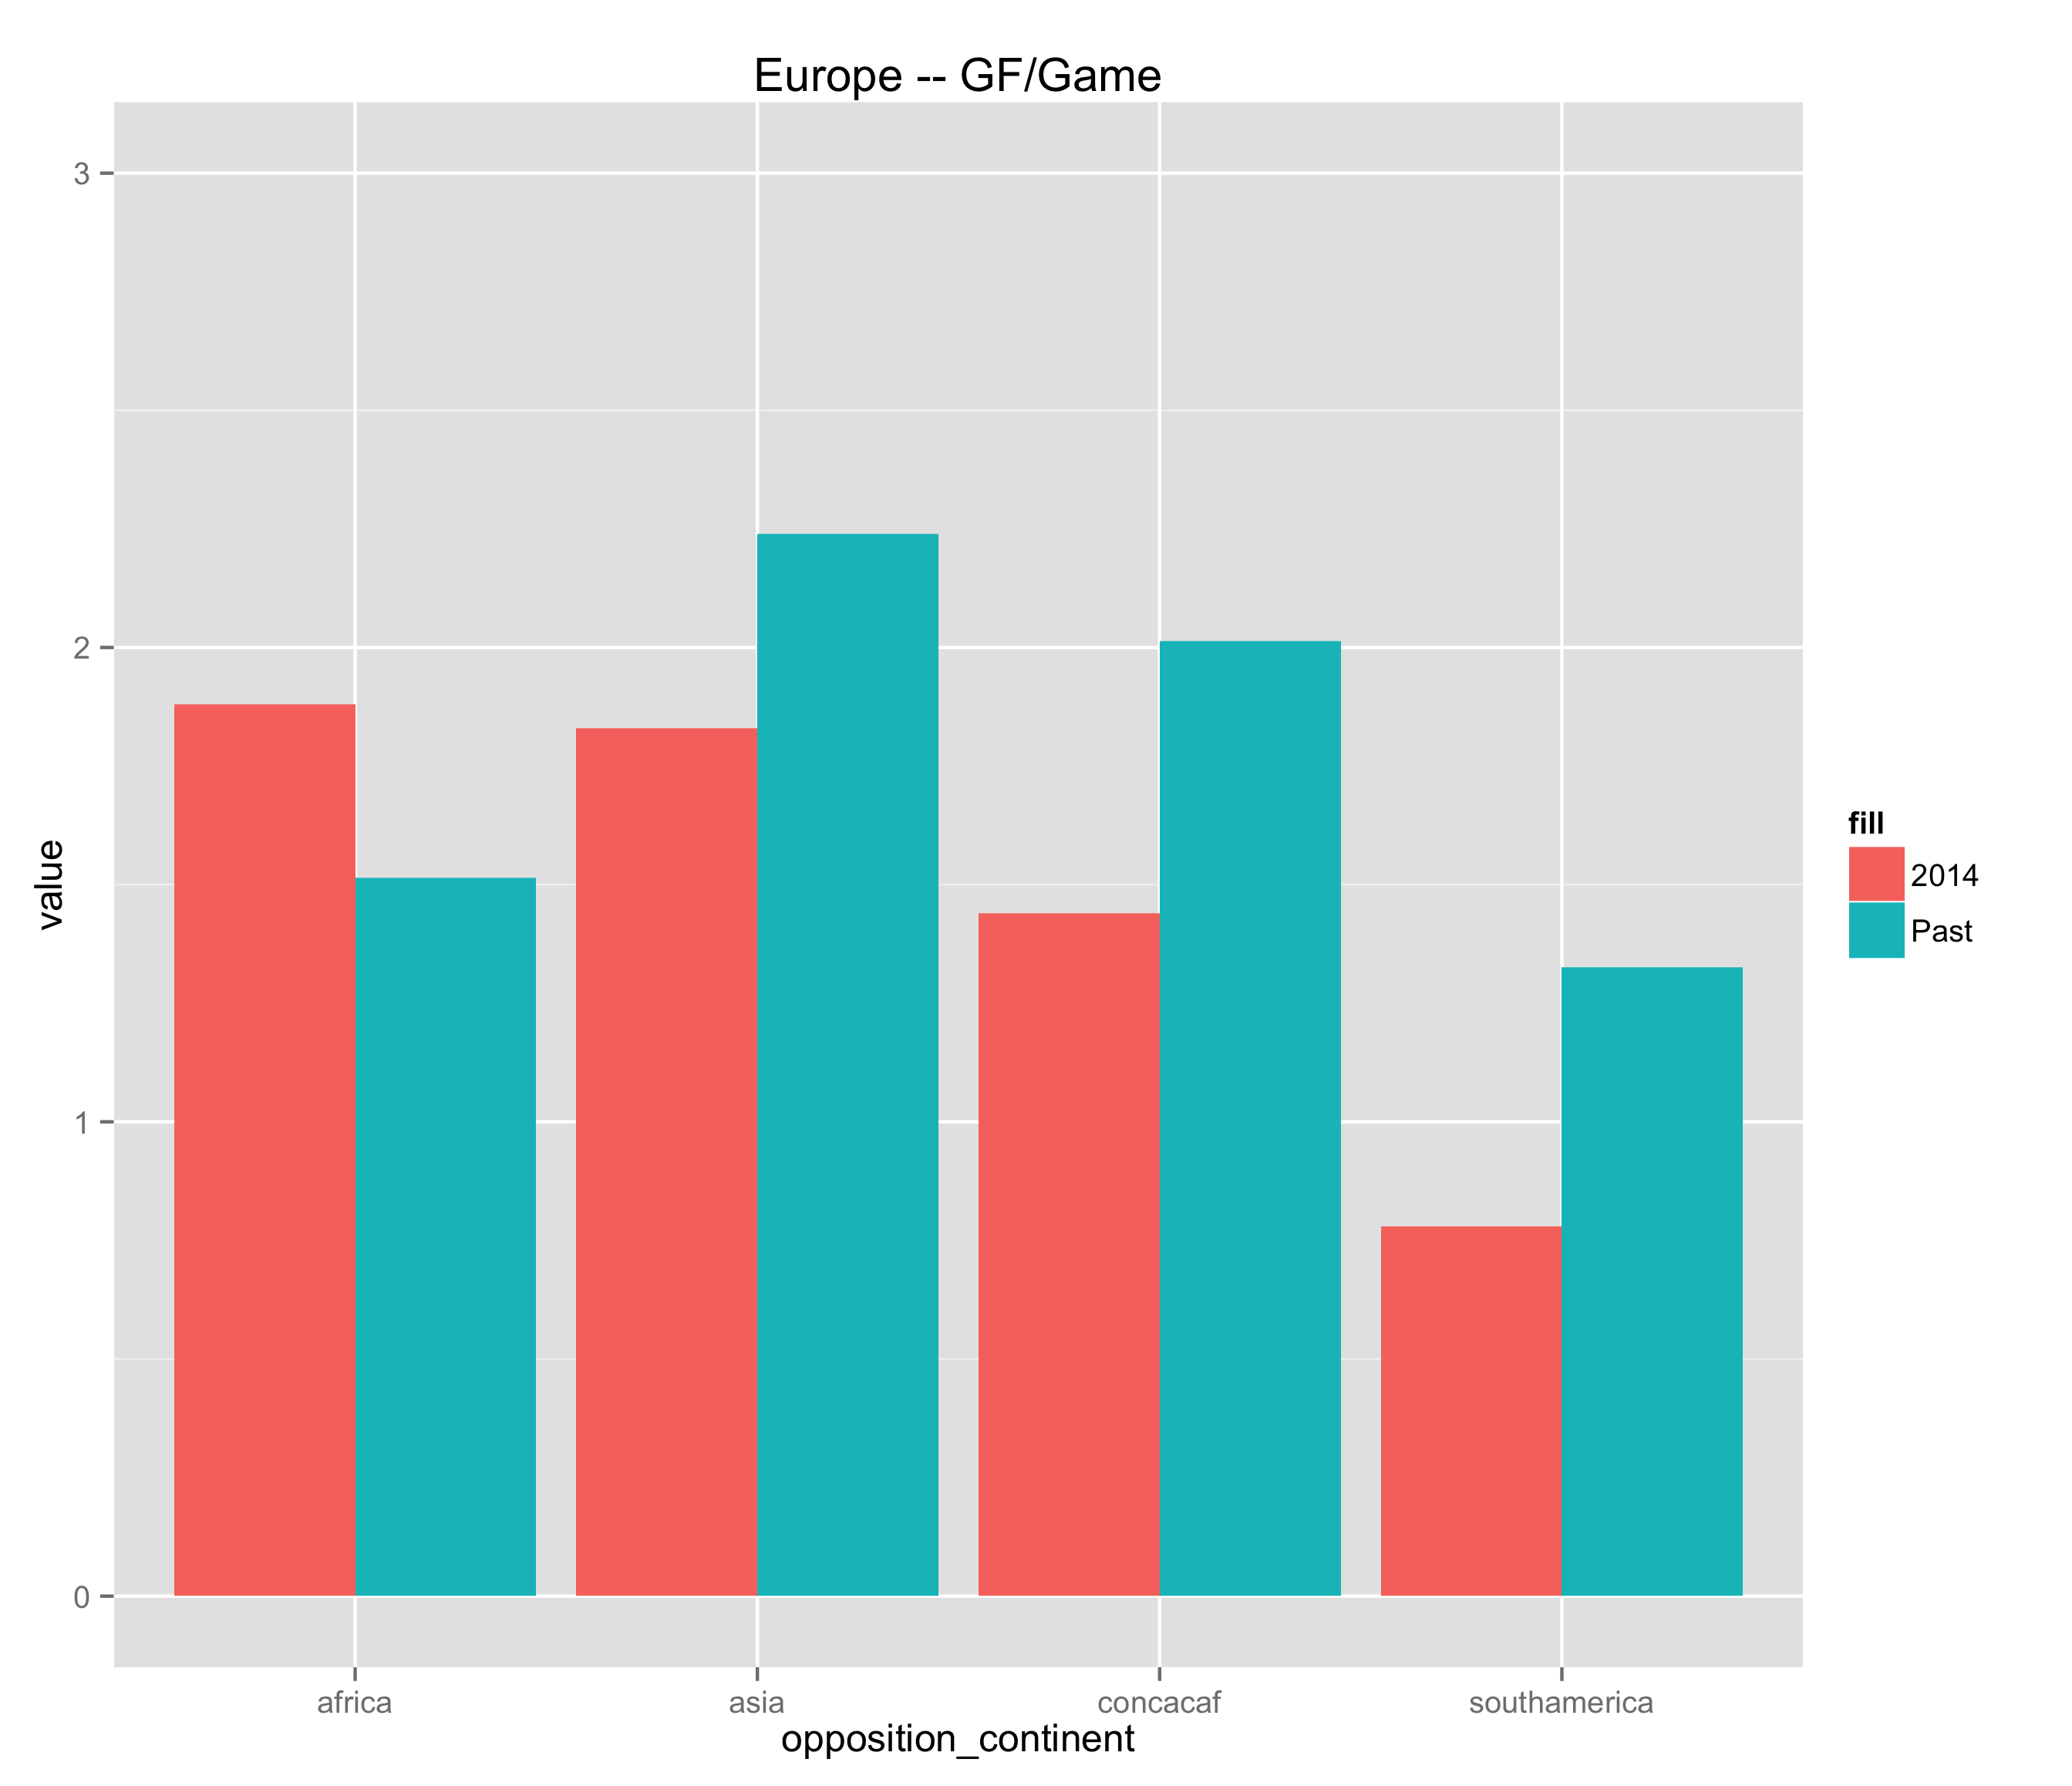 Europe -- GF/Game
3
2
1
0
value
africa
asia
concacaf
southamerica
opposition_continent
fill
2014
Past